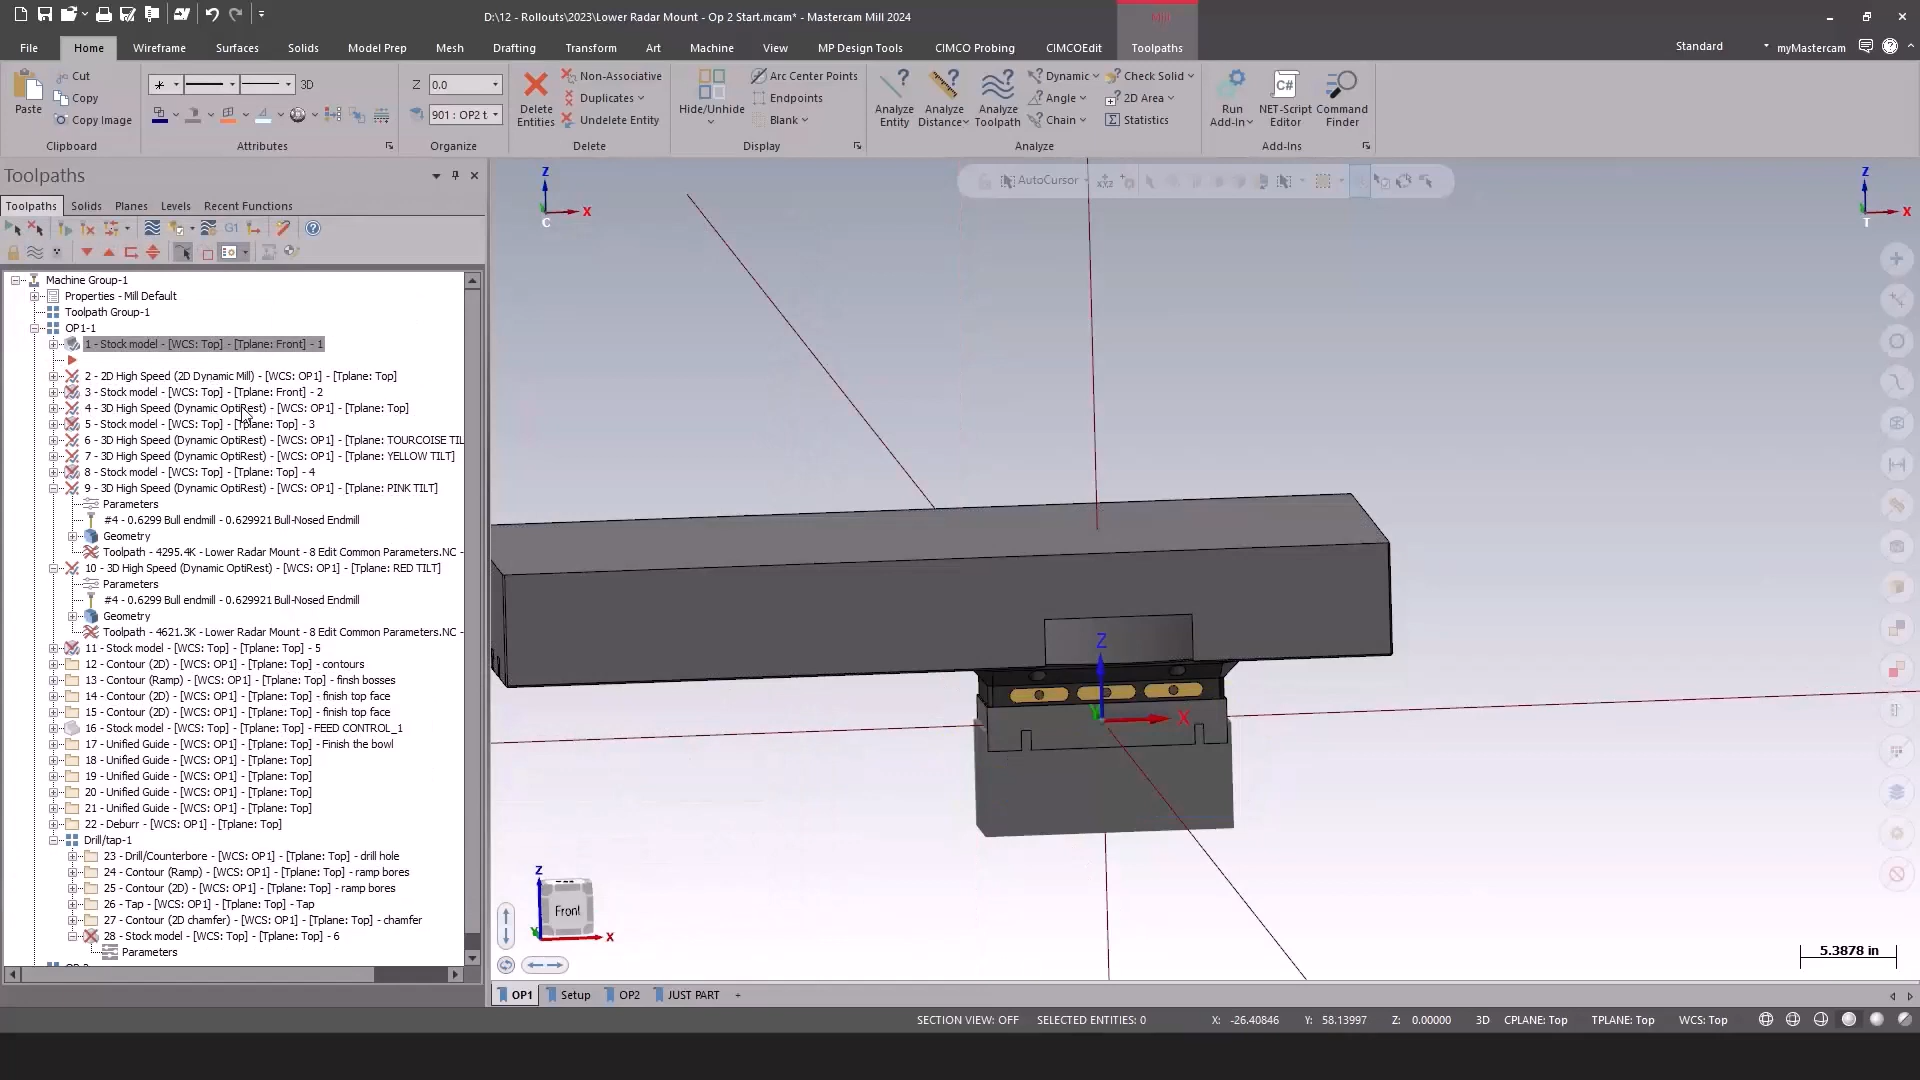 D:\12 - Rollouts\2023\Lower Radar Mount - Op 2 Start.mcam* - Mastercam Mill 2024
Mill
File Home Wireframe Surfaces Solids Model Prep Mesh Drafting Transform Art Machine View MP Design Tools CIMCO Probing CIMCOEdit Toolpaths
Standard myMastercam
Paste Cut Copy Copy Image
Clipboard
3D
Attributes
Z 0.0
901 : OP2 t
Organize
Delete Entities Non-Associative Duplicates Undelete Entity
Delete
Hide/Unhide Arc Center Points Endpoints Blank
Display
Analyze Entity Analyze Distance Analyze Toolpath Dynamic Angle Chain Check Solid 2D Area Statistics
Analyze
Run Add-In C# NET-Script Editor Command Finder
Add-Ins
Toolpaths
Toolpaths Solids Planes Levels Recent Functions
G1
Machine Group-1
Properties - Mill Default
Toolpath Group-1
OP1-1
1 - Stock model - [WCS: Top] - [Tplane: Front] - 1
2 - 2D High Speed (2D Dynamic Mill) - [WCS: OP1] - [Tplane: Top]
3 - Stock model - [WCS: Top] - [Tplane: Front] - 2
4 - 3D High Speed (Dynamic OptiRest) - [WCS: OP1] - [Tplane: Top]
5 - Stock model - [WCS: Top] - [Tplane: Top] - 3
6 - 3D High Speed (Dynamic OptiRest) - [WCS: OP1] - [Tplane: TOURCOISE TIL
7 - 3D High Speed (Dynamic OptiRest) - [WCS: OP1] - [Tplane: YELLOW TILT]
8 - Stock model - [WCS: Top] - [Tplane: Top] - 4
9 - 3D High Speed (Dynamic OptiRest) - [WCS: OP1] - [Tplane: PINK TILT]
Parameters
#4 - 0.6299 Bull endmill - 0.629921 Bull-Nosed Endmill
Geometry
Toolpath - 4295.4K - Lower Radar Mount - 8 Edit Common Parameters.NC -
10 - 3D High Speed (Dynamic OptiRest) - [WCS: OP1] - [Tplane: RED TILT]
Parameters
#4 - 0.6299 Bull endmill - 0.629921 Bull-Nosed Endmill
Geometry
Toolpath - 4621.3K - Lower Radar Mount - 8 Edit Common Parameters.NC -
11 - Stock model - [WCS: Top] - [Tplane: Top] - 5
12 - Contour (2D) - [WCS: OP1] - [Tplane: Top] - contours
13 - Contour (Ramp) - [WCS: OP1] - [Tplane: Top] - finsh bosses
14 - Contour (2D) - [WCS: OP1] - [Tplane: Top] - finish top face
15 - Contour (2D) - [WCS: OP1] - [Tplane: Top] - finish top face
16 - Stock model - [WCS: Top] - [Tplane: Top] - FEED CONTROL_1
17 - Unified Guide - [WCS: OP1] - [Tplane: Top] - Finish the bowl
18 - Unified Guide - [WCS: OP1] - [Tplane: Top]
19 - Unified Guide - [WCS: OP1] - [Tplane: Top]
20 - Unified Guide - [WCS: OP1] - [Tplane: Top]
21 - Unified Guide - [WCS: OP1] - [Tplane: Top]
22 - Deburr - [WCS: OP1] - [Tplane: Top]
Drill/tap-1
23 - Drill/Counterbore - [WCS: OP1] - [Tplane: Top] - drill hole
24 - Contour (Ramp) - [WCS: OP1] - [Tplane: Top] - ramp bores
25 - Contour (2D) - [WCS: OP1] - [Tplane: Top] - ramp bores
26 - Tap - [WCS: OP1] - [Tplane: Top] - Tap
27 - Contour (2D chamfer) - [WCS: OP1] - [Tplane: Top] - chamfer
28 - Stock model - [WCS: Top] - [Tplane: Top] - 6
Parameters
AutoCursor
Z X C
Z X T
Z Y X
Z Front Y X
5.3878 in
OP1 Setup OP2 JUST PART +
SECTION VIEW: OFF SELECTED ENTITIES: 0 X: -26.40846 Y: 58.13997 Z: 0.00000 3D CPLANE: Top TPLANE: Top WCS: Top